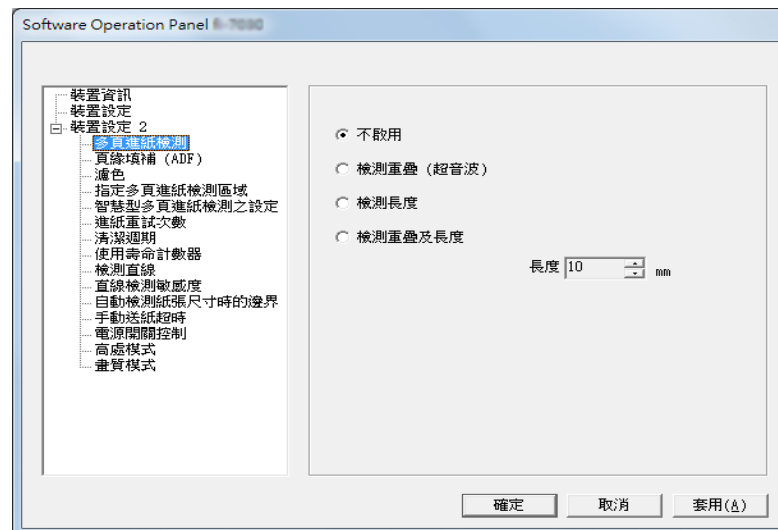 Software Operation Panel
裝置資訊
裝置設定
裝置設定 2
多頁進紙檢測
頁緣填補 (ADF)
濾色
指定多頁進紙檢測區域
智慧型多頁進紙檢測之設定
進紙重試次數
清潔週期
使用壽命計數器
檢測直線
直線檢測敏感度
自動檢測紙張尺寸時的邊界
手動送紙超時
電源開關控制
高處模式
畫質模式
不啟用
檢測重疊 (超音波)
檢測長度
檢測重疊及長度
長度 10 mm
確定 取消 套用(A)